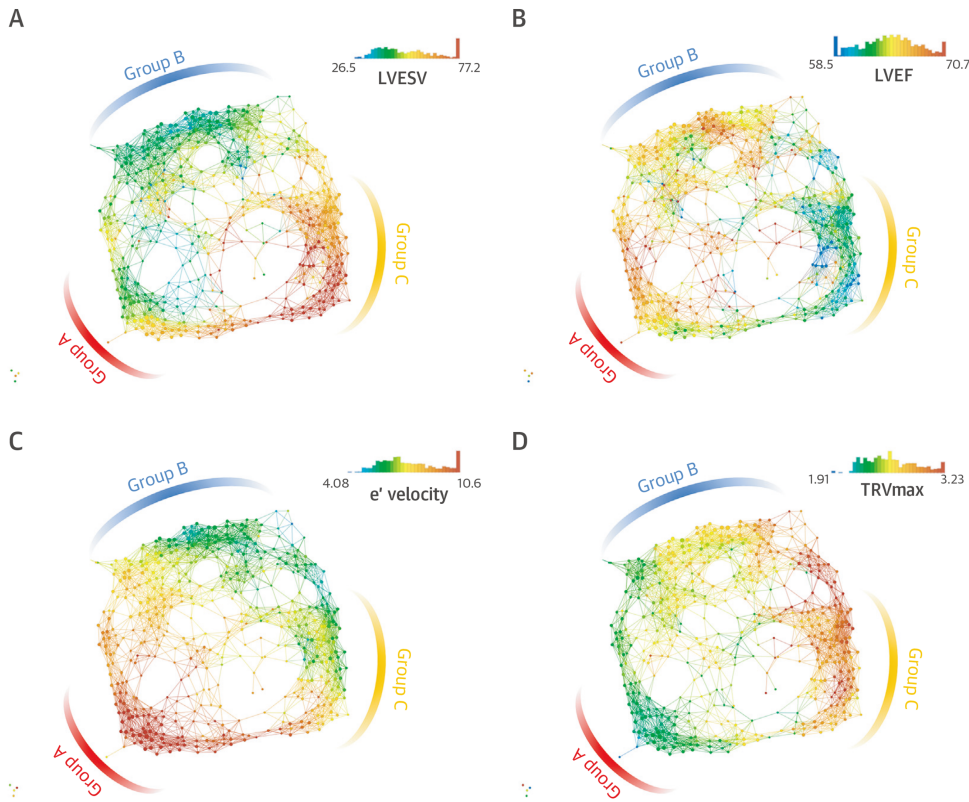 A
Group B
26.5
77.2
LVESV
Group C
Group A
B
Group B
58.5
70.7
LVEF
Group C
Group A
C
Group B
4.08
10.6
e' velocity
Group C
Group A
D
Group B
1.91
3.23
TRVmax
Group C
Group A